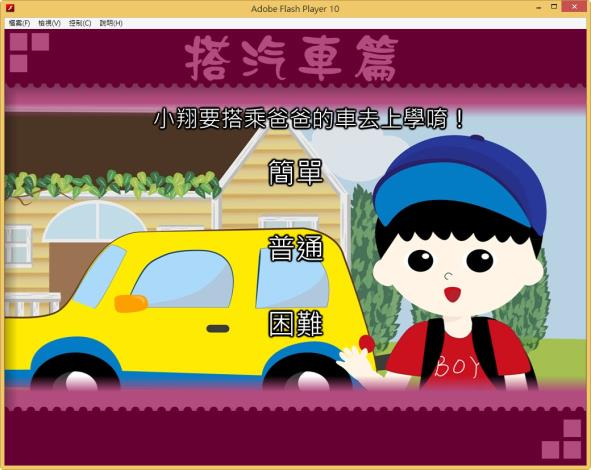 Adobe Flash Player 10
檔案(F) 檢視(V) 控制(C) 說明(H)
搭汽車篇
小翔要搭乘爸爸的車去上學唷！
簡單
普通
困難
BOY